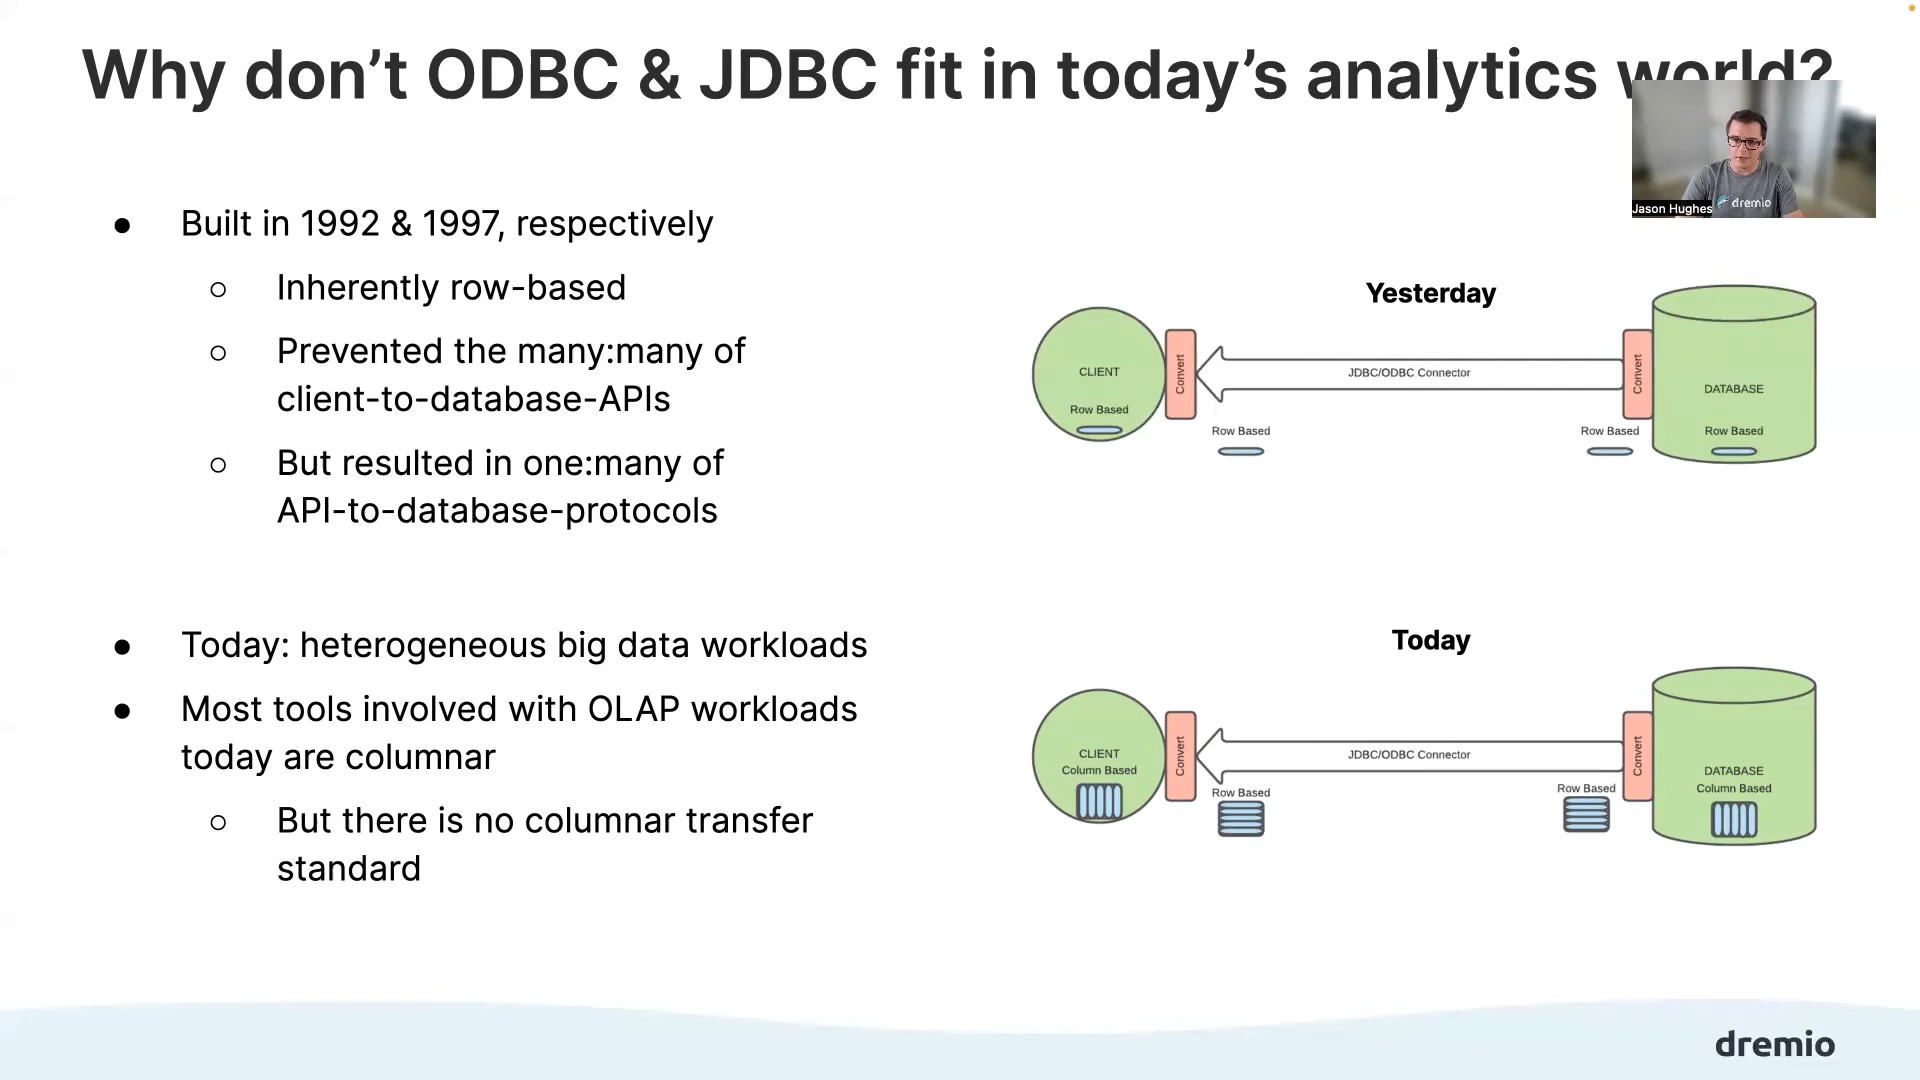 Why don’t ODBC & JDBC fit in today’s analytics world?
Jason Hughes
dremio
Built in 1992 & 1997, respectively
Inherently row-based
Prevented the many:many of
client-to-database-APIs
But resulted in one:many of
API-to-database-protocols
Today: heterogeneous big data workloads
Most tools involved with OLAP workloads
today are columnar
But there is no columnar transfer
standard
Yesterday
CLIENT
Row Based
Convert
JDBC/ODBC Connector
Row Based
Convert
Row Based
DATABASE
Row Based
Today
CLIENT
Column Based
Convert
JDBC/ODBC Connector
Row Based
Convert
Row Based
DATABASE
Column Based
dremio